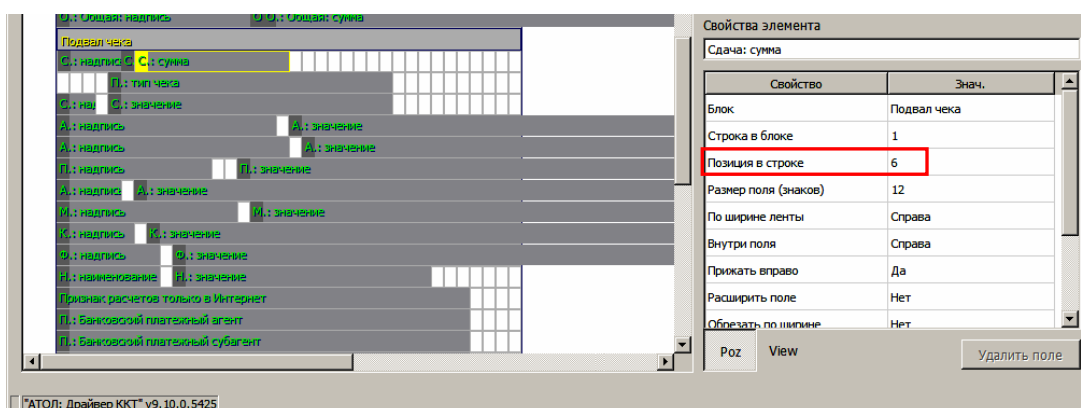 О.: Общая: надпись О О.: Общая: сумма
Подвал чека
С.: надпис С С.: сумма
П.: тип чека
С.: над С.: значение
А.: надпись А.: значение
А.: надпись А.: значение
П.: надпись П.: значение
А.: надпис А.: значение
М.: надпись М.: значение
К.: надпись К.: значение
Ф.: надпись Ф.: значение
Н.: наименование Н.: значение
Признак расчетов только в Интернет
П.: Банковский платежный агент
П.: Банковский платежный субагент
Свойства элемента
Сдача: сумма
Свойство Знач.
Блок Подвал чека
Строка в блоке 1
Позиция в строке 6
Размер поля (знаков) 12
По ширине ленты Справа
Внутри поля Справа
Прижать вправо Да
Расширить поле Нет
Обрезать по ширине Нет
Poz View Удалить поле
"АТОЛ: Драйвер ККТ" v9.10.0.5425